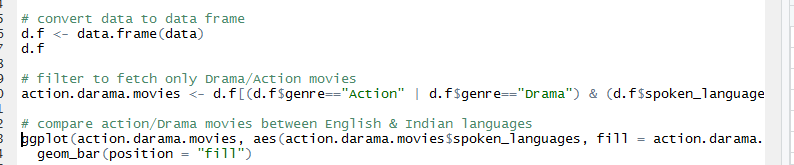 # convert data to data frame
d.f <- data.frame(data)
d.f
# filter to fetch only Drama/Action movies
action.darama.movies <- d.f[(d.f$genre=="Action" | d.f$genre=="Drama") & (d.f$spoken_language
# compare action/Drama movies between English & Indian languages
ggplot(action.darama.movies, aes(action.darama.movies$spoken_languages, fill = action.darama.
geom_bar(position = "fill")